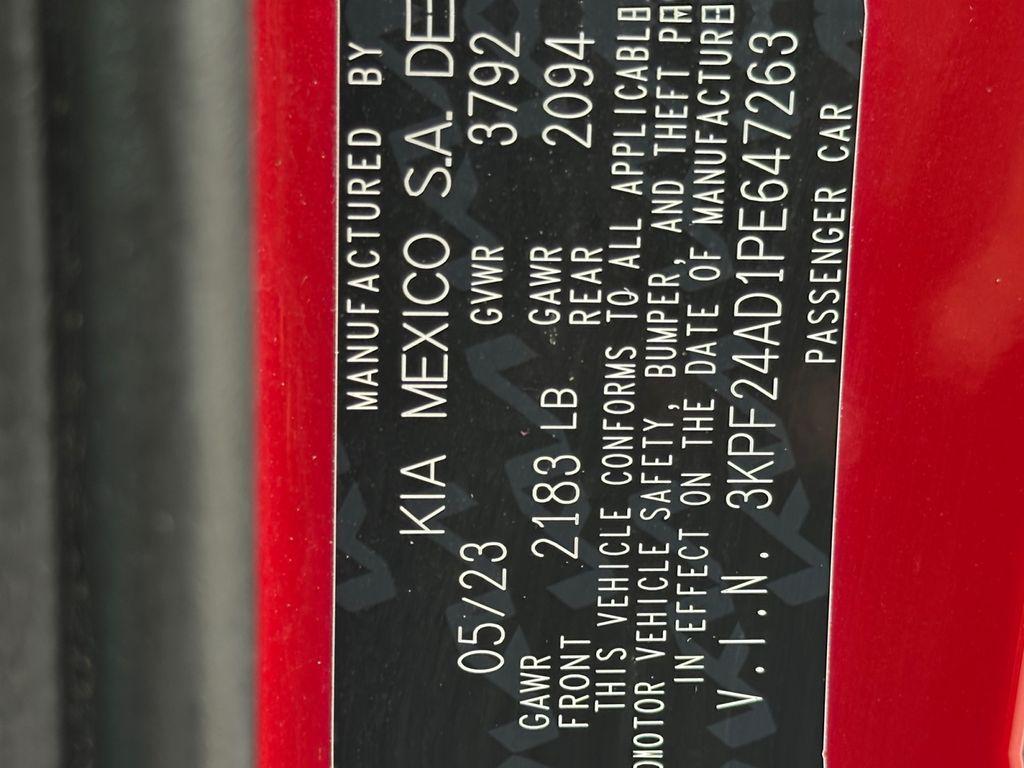 MANUFACTURED BY
KIA MEXICO S.A. DE
05/23 GVWR 3792
GAWR FRONT 2183 LB. GAWR REAR 2094
THIS VEHICLE CONFORMS TO ALL APPLICABLE
MOTOR VEHICLE SAFETY, BUMPER, AND THEFT
IN EFFECT ON THE DATE OF MANUFACTURE
V.I.N. 3KPF24AD1PE647263
PASSENGER CAR